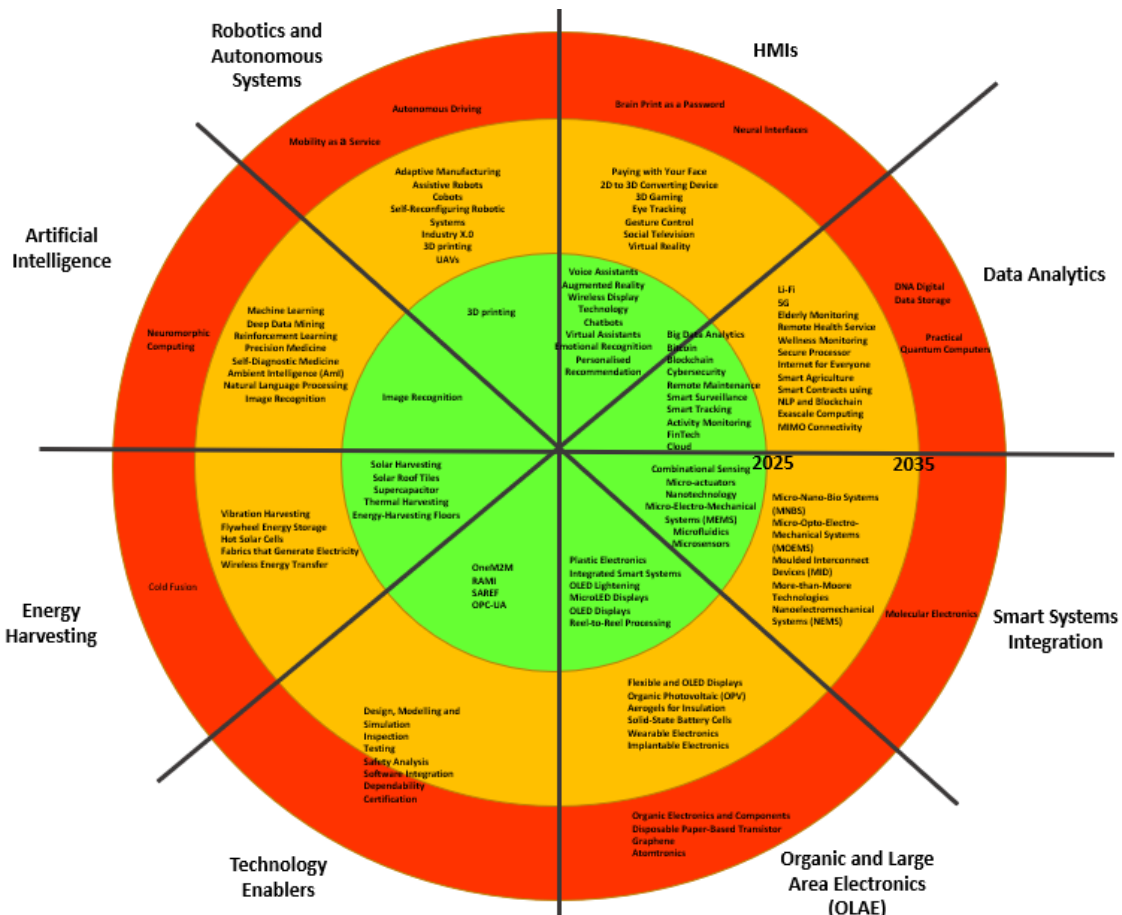 Robotics and
Autonomous
Systems
HMIs
Autonomous Driving
Mobility as a Service
Brain Print as a Password
Neural Interfaces
Adaptive Manufacturing
Assistive Robots
Cobots
Self-Reconfiguring Robotic
Systems
Industry X.0
3D printing
UAVs
Paying with Your Face
2D to 3D Converting Device
3D Gaming
Eye Tracking
Gesture Control
Social Television
Virtual Reality
Artificial
Intelligence
Data Analytics
3D printing
Voice Assistants
Augmented Reality
Wireless Display
Technology
Chatbots
Virtual Assistants
Emotional Recognition
Personalised
Recommendation
Neuromorphic
Computing
Machine Learning
Deep Data Mining
Reinforcement Learning
Precision Medicine
Self-Diagnostic Medicine
Ambient Intelligence (AmI)
Natural Language Processing
Image Recognition
Image Recognition
Big Data Analytics
Bitcoin
Blockchain
Cybersecurity
Remote Maintenance
Smart Surveillance
Smart Tracking
Activity Monitoring
FinTech
Cloud
Li-Fi
5G
Elderly Monitoring
Remote Health Service
Wellness Monitoring
Secure Processor
Internet for Everyone
Smart Agriculture
Smart Contracts using
NLP and Blockchain
Exascale Computing
MIMO Connectivity
DNA Digital
Data Storage
Practical
Quantum Computers
2025
2035
Solar Harvesting
Solar Roof Tiles
Supercapacitor
Thermal Harvesting
Energy-Harvesting Floors
Vibration Harvesting
Flywheel Energy Storage
Hot Solar Cells
Fabrics that Generate Electricity
Wireless Energy Transfer
Cold Fusion
Energy
Harvesting
Combinational Sensing
Micro-actuators
Nanotechnology
Micro-Electro-Mechanical
Systems (MEMS)
Microfluidics
Microsensors
Micro-Nano-Bio Systems
(MNBS)
Micro-Opto-Electro-
Mechanical Systems
(MOEMS)
Moulded Interconnect
Devices (MID)
More-than-Moore
Technologies
Nanoelectromechanical
Systems (NEMS)
Molecular Electronics
Smart Systems
Integration
OneM2M
RAMI
SAREF
OPC-UA
Plastic Electronics
Integrated Smart Systems
OLED Lightening
MicroLED Displays
OLED Displays
Reel-to-Reel Processing
Design, Modelling and
Simulation
Inspection
Testing
Safety Analysis
Software Integration
Dependability
Certification
Flexible and OLED Displays
Organic Photovoltaic (OPV)
Aerogels for Insulation
Solid-State Battery Cells
Wearable Electronics
Implantable Electronics
Organic Electronics and Components
Disposable Paper-Based Transistor
Graphene
Atomtronics
Technology
Enablers
Organic and Large
Area Electronics
(OLAE)